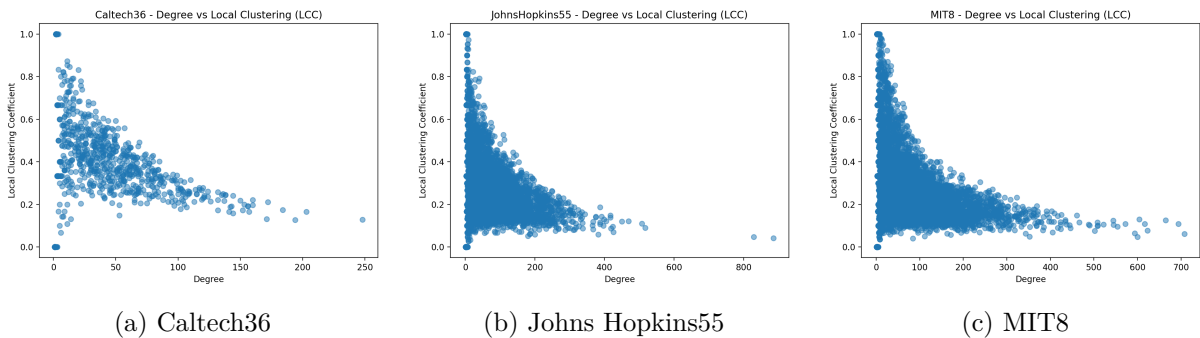 Caltech36 - Degree vs Local Clustering (LCC)
Local Clustering Coefficient
1.0
0.8
0.6
0.4
0.2
0.0
0 50 100 150 200 250
Degree
(a) Caltech36
JohnsHopkins55 - Degree vs Local Clustering (LCC)
Local Clustering Coefficient
1.0
0.8
0.6
0.4
0.2
0.0
0 200 400 600 800
Degree
(b) Johns Hopkins55
MIT8 - Degree vs Local Clustering (LCC)
Local Clustering Coefficient
1.0
0.8
0.6
0.4
0.2
0.0
0 100 200 300 400 500 600 700
Degree
(c) MIT8